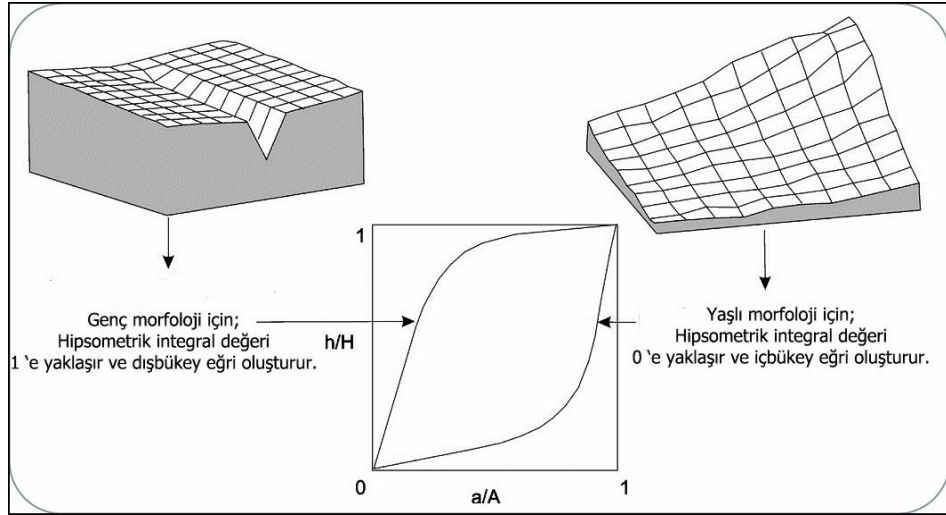 Genç morfoloji için;
Hipsometrik integral değeri
1 'e yaklaşır ve dışbükey eğri oluşturur.
1
h/H
0
a/A
1
Yaşlı morfoloji için;
Hipsometrik integral değeri
0 'e yaklaşır ve içbükey eğri oluşturur.